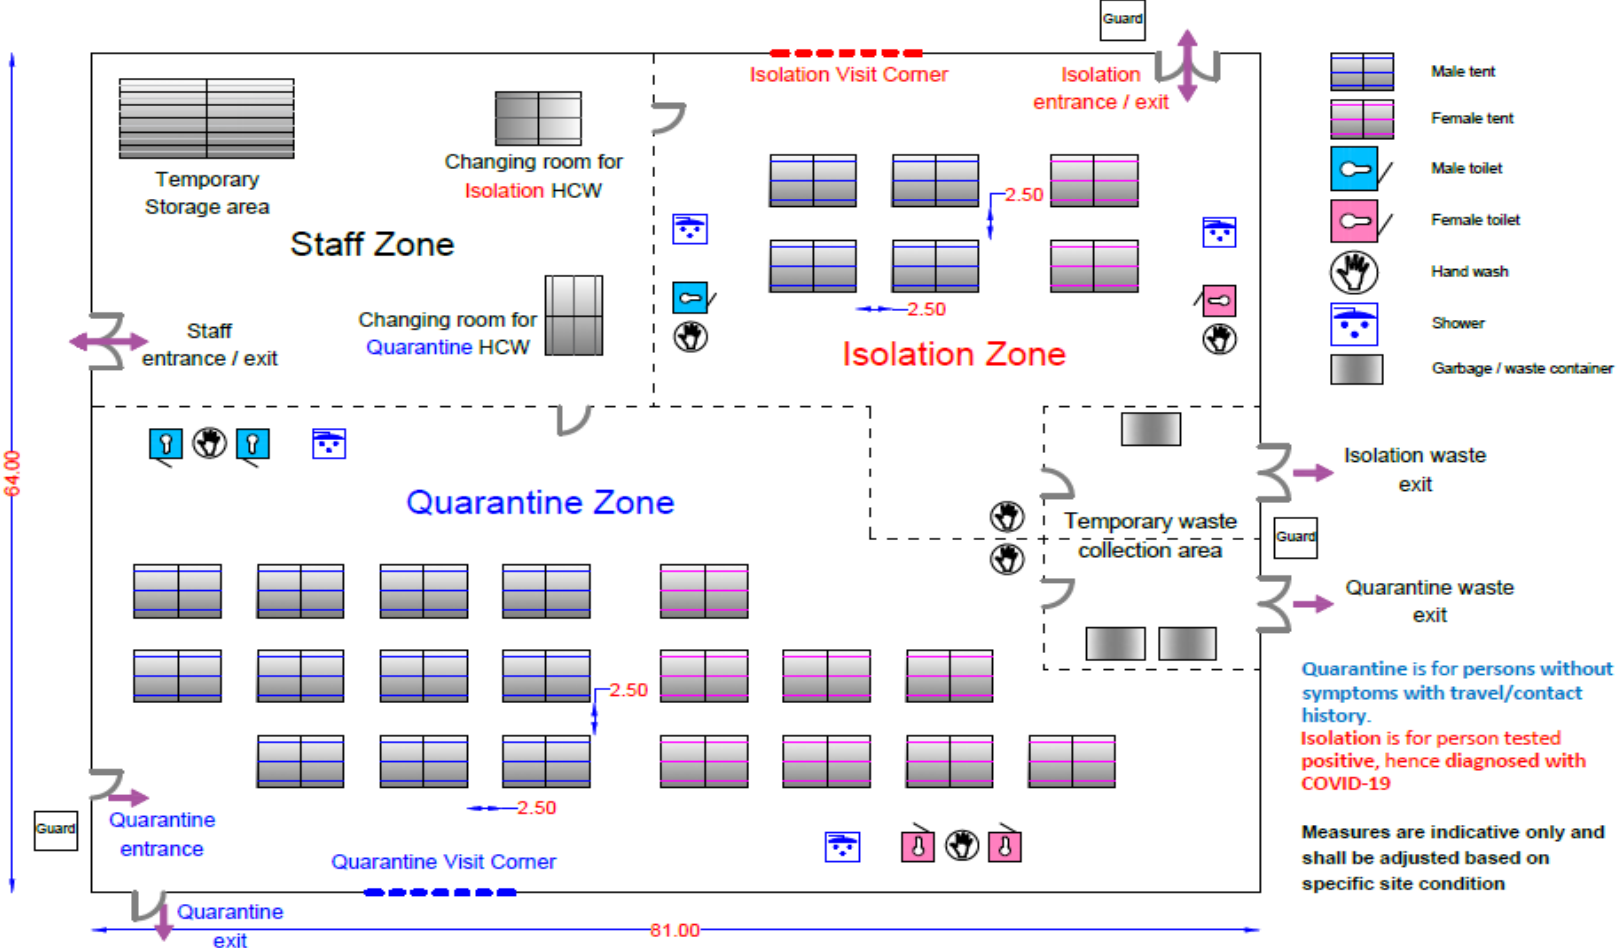 Guard
Isolation Visit Corner
Isolation
entrance / exit
Temporary
Storage area
Changing room for
Isolation HCW
Staff Zone
2.50
2.50
Changing room for
Quarantine HCW
Staff
entrance / exit
Isolation Zone
64.00
Quarantine Zone
Temporary waste
collection area
Isolation waste
exit
Guard
Quarantine waste
exit
2.50
2.50
Guard
Quarantine
entrance
Quarantine Visit Corner
Quarantine
exit
81.00
Male tent
Female tent
Male toilet
Female toilet
Hand wash
Shower
Garbage / waste container
Quarantine is for persons without
symptoms with travel/contact
history.
Isolation is for person tested
positive, hence diagnosed with
COVID-19
Measures are indicative only and
shall be adjusted based on
specific site condition